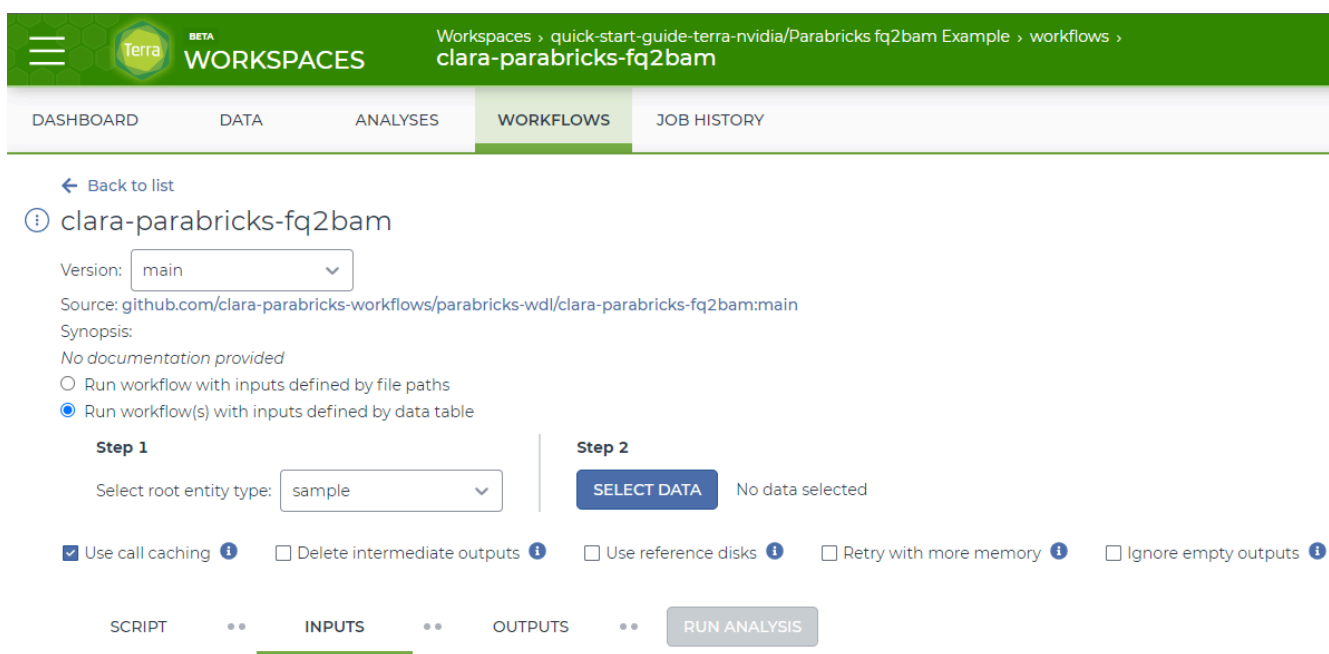 Terra
BETA
WORKSPACES
Workspaces › quick-start-guide-terra-nvidia/Parabricks fq2bam Example › workflows ›
clara-parabricks-fq2bam
DASHBOARD DATA ANALYSES WORKFLOWS JOB HISTORY
← Back to list
clara-parabricks-fq2bam
Version: main
Source: github.com/clara-parabricks-workflows/parabricks-wdl/clara-parabricks-fq2bam:main
Synopsis:
No documentation provided
Run workflow with inputs defined by file paths
Run workflow(s) with inputs defined by data table
Step 1
Select root entity type: sample
Step 2
SELECT DATA No data selected
Use call caching Delete intermediate outputs Use reference disks Retry with more memory Ignore empty outputs
SCRIPT INPUTS OUTPUTS RUN ANALYSIS